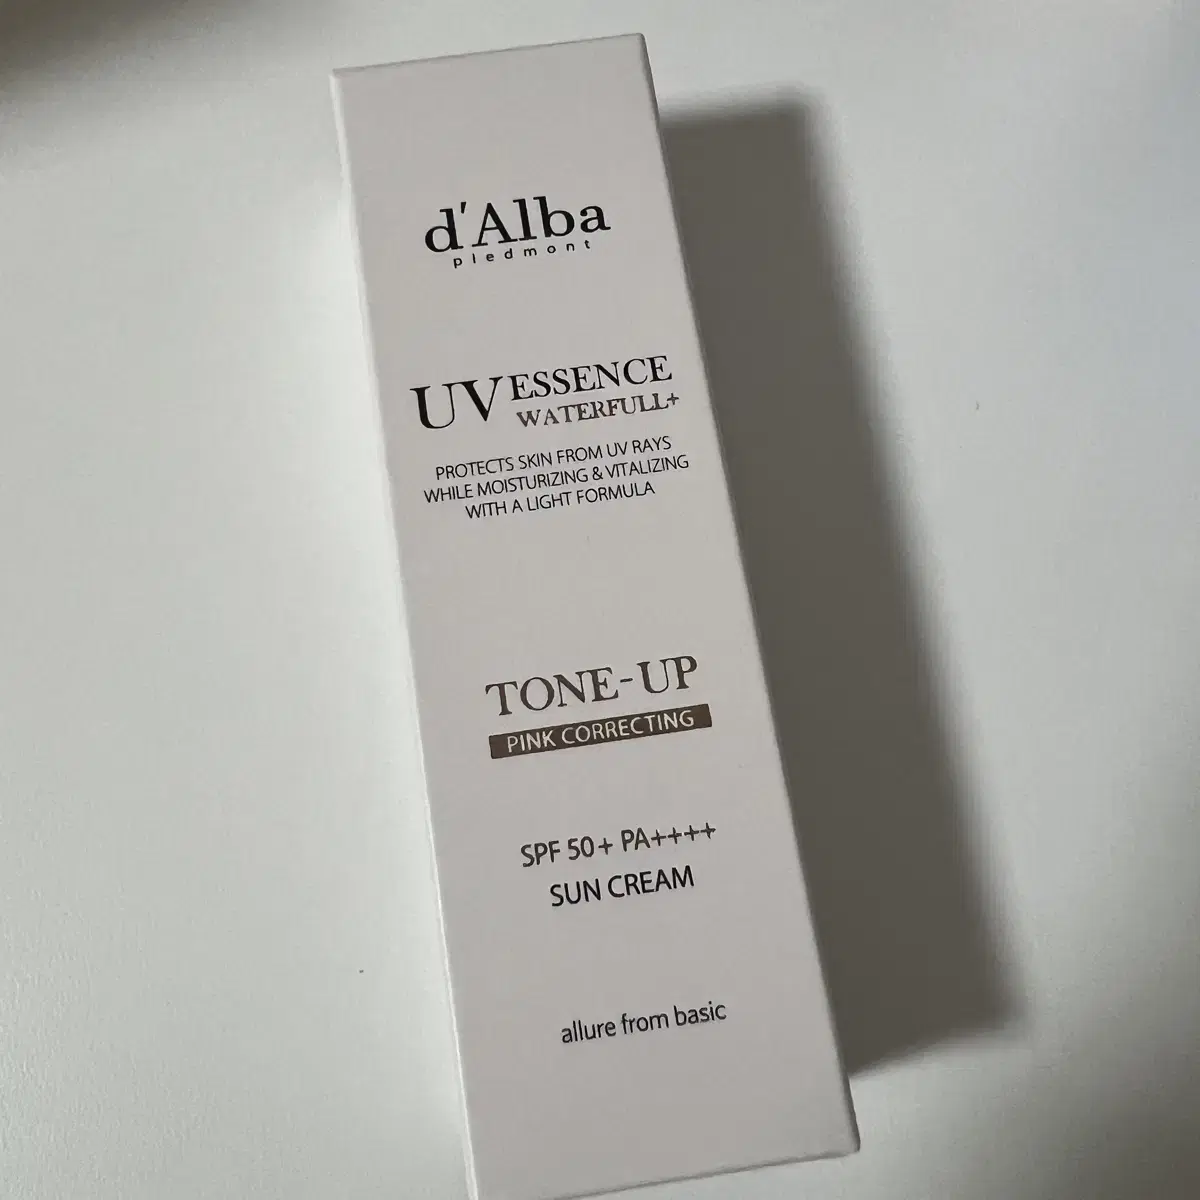 d'Alba
piedmont
UV ESSENCE
WATERFULL+
PROTECTS SKIN FROM UV RAYS
WHILE MOISTURIZING & VITALIZING
WITH A LIGHT FORMULA
TONE-UP
PINK CORRECTING
SPF 50+ PA++++
SUN CREAM
allure from basic